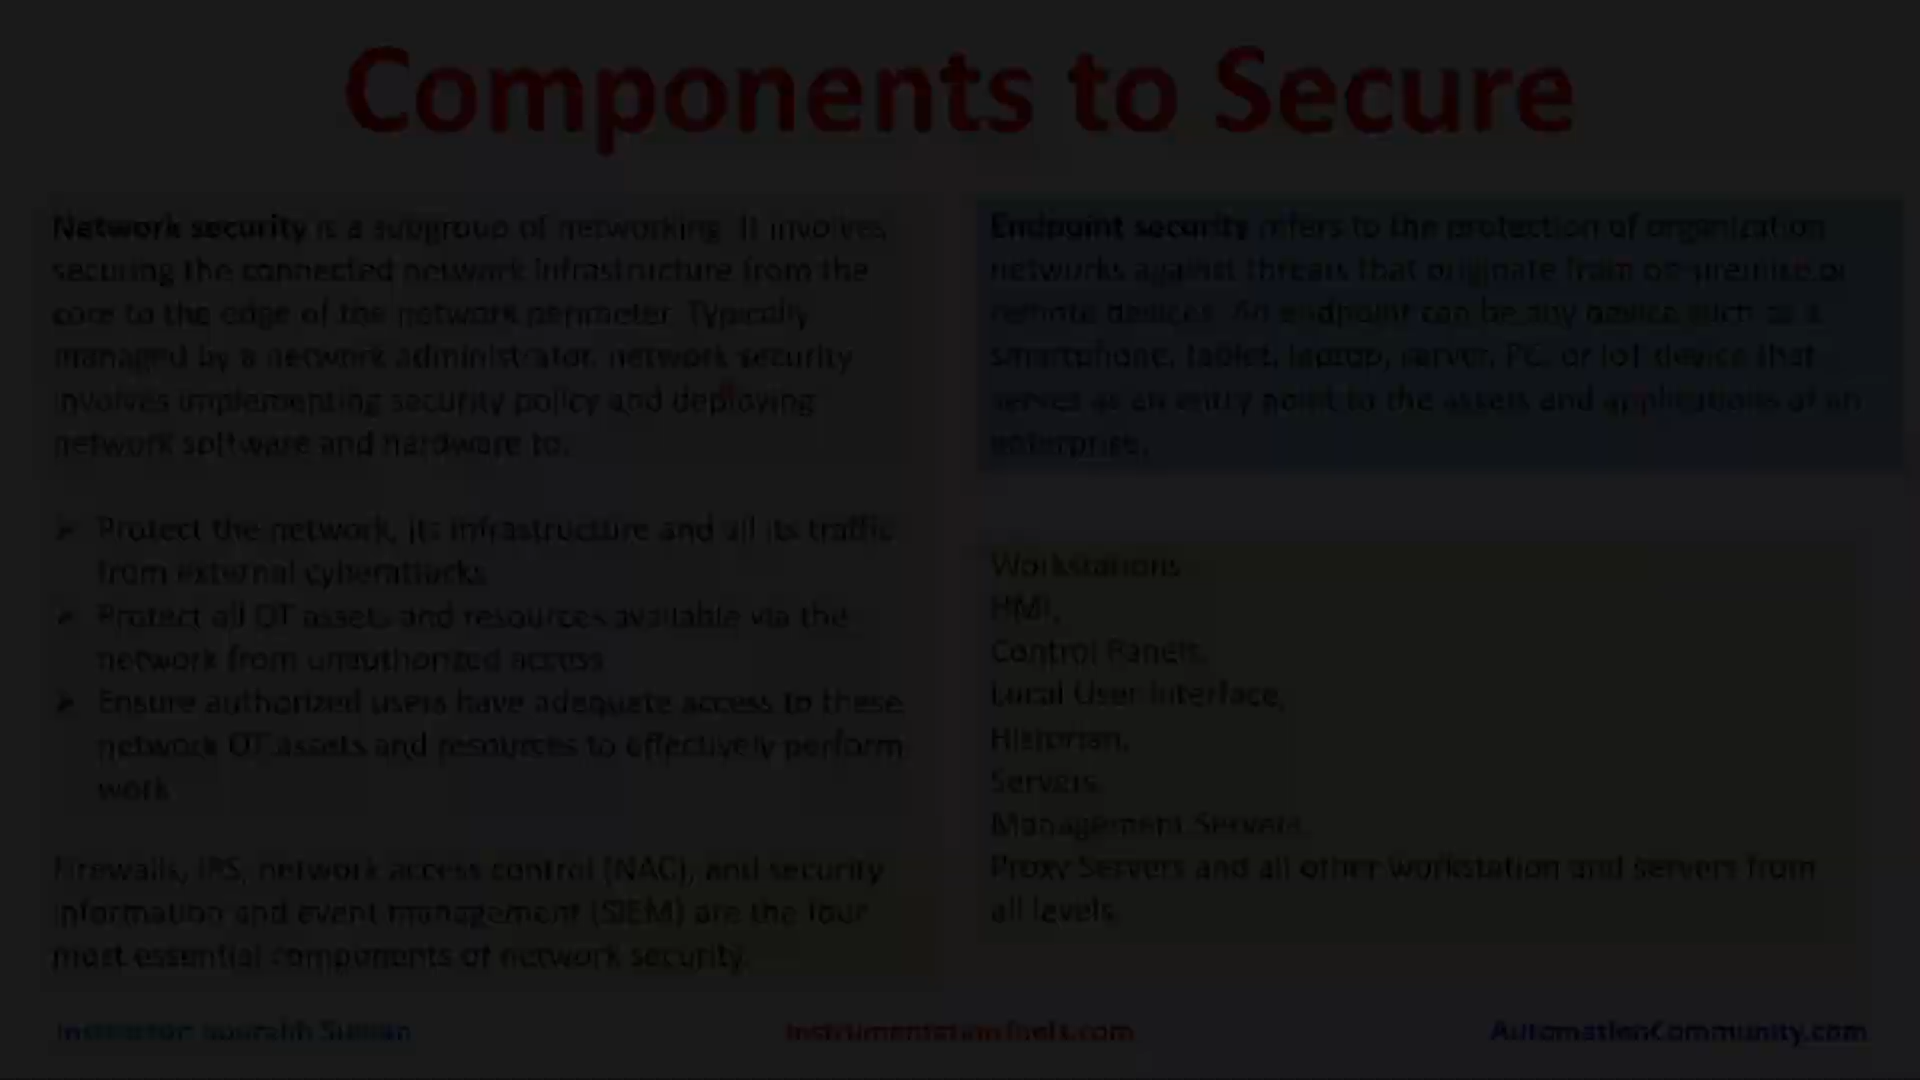 Components to Secure
Network security is a subgroup of networking. It involves
securing the connected network infrastructure from the
core to the edge of the network perimeter. Typically
managed by a network administrator, network security
involves implementing security policy and deploying
network software and hardware to:
Protect the network, its infrastructure and all its traffic
from external cyberattacks
Protect all OT assets and resources available via the
network from unauthorized access
Ensure authorized users have adequate access to these
network OT assets and resources to effectively perform
work
Firewalls, IPS, network access control (NAC), and security
information and event management (SIEM) are the four
most essential components of network security.
Endpoint security refers to the protection of organization
networks against threats that originate from on-premise or
remote devices. An endpoint can be any device such as a
smartphone, tablet, laptop, server, PC, or IoT device that
serves as an entry point to the assets and applications of an
enterprise.
Workstations
HMI,
Control Panels,
Local User Interface,
Historian,
Servers,
Management Servers,
Proxy Servers and all other workstation and servers from
all levels.
Instructor: Sourabh Suman
InstrumentationTools.com
AutomationCommunity.com